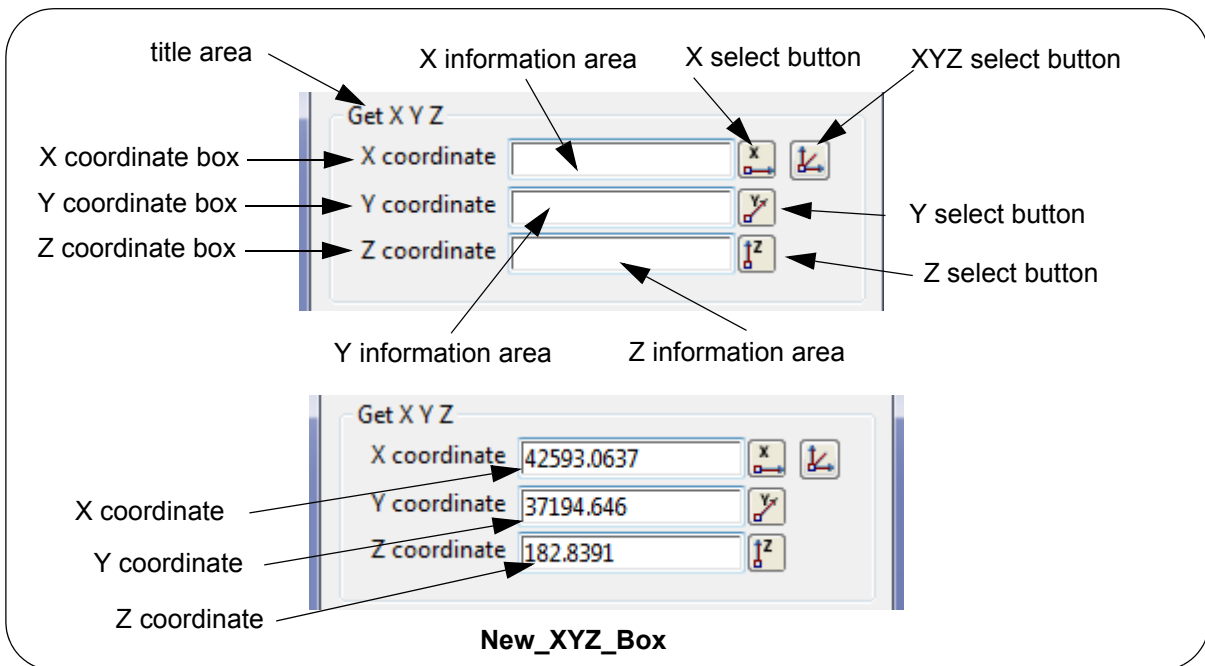 title area
X information area
X select button
XYZ select button
Get X Y Z
X coordinate box
X coordinate
X
Y coordinate box
Y coordinate
Y
Y select button
Z coordinate box
Z coordinate
Z
Z select button
Y information area
Z information area
Get X Y Z
X coordinate 42593.0637
X
X coordinate
Y coordinate 37194.646
Y
Y coordinate
Z coordinate 182.8391
Z
Z coordinate
New_XYZ_Box